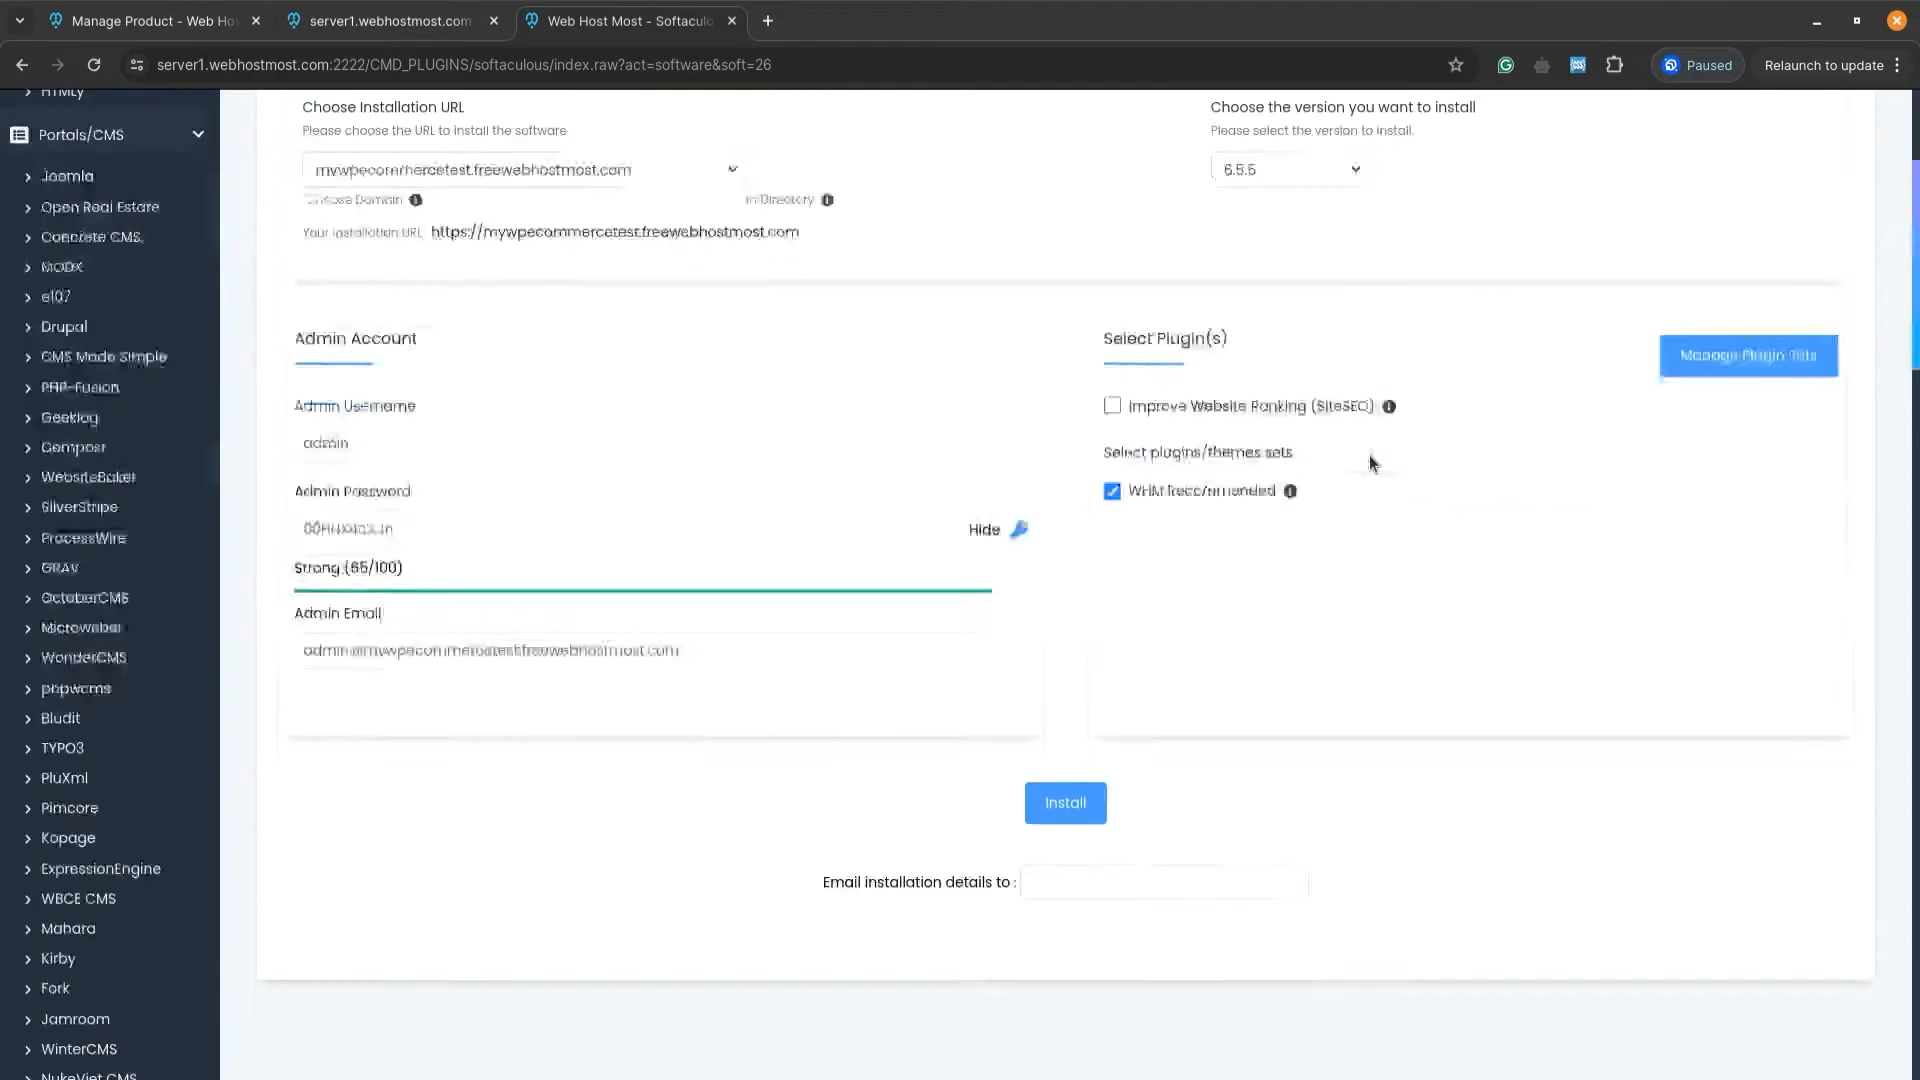 Manage Product - Web Ho
server1.webhostmost.com
Web Host Most - Softaculo
server1.webhostmost.com:2222/CMD_PLUGINS/softaculous/index.raw?act=software&soft=26
Paused
Relaunch to update
HTMLy
Portals/CMS
Joomla
Open Real Estate
Concrete CMS
MODX
e107
Drupal
CMS Made Simple
PHP-Fusion
Geeklog
Composr
WebsiteBaker
SilverStripe
ProcessWire
GRAV
OctoberCMS
Microweber
WonderCMS
phpwcms
Bludit
TYPO3
PluXml
Pimcore
Kopage
ExpressionEngine
WBCE CMS
Mahara
Kirby
Fork
Jamroom
WinterCMS
NukeViet CMS
Choose Installation URL
Please choose the URL to install the software
mywpecommercetest.freewebhostmost.com
Choose Domain
In Directory
Your Installation URL https://mywpecommercetest.freewebhostmost.com
Choose the version you want to install
Please select the version to install.
6.5.5
Admin Account
Admin Username
admin
Admin Password
Hide
Strong (65/100)
Admin Email
admin@mywpecommercetest.freewebhostmost.com
Select Plugin(s)
Manage Plugin Sets
Improve Website Ranking (SiteSEO)
Select plugins/themes sets
WHM Recommended
Install
Email installation details to :